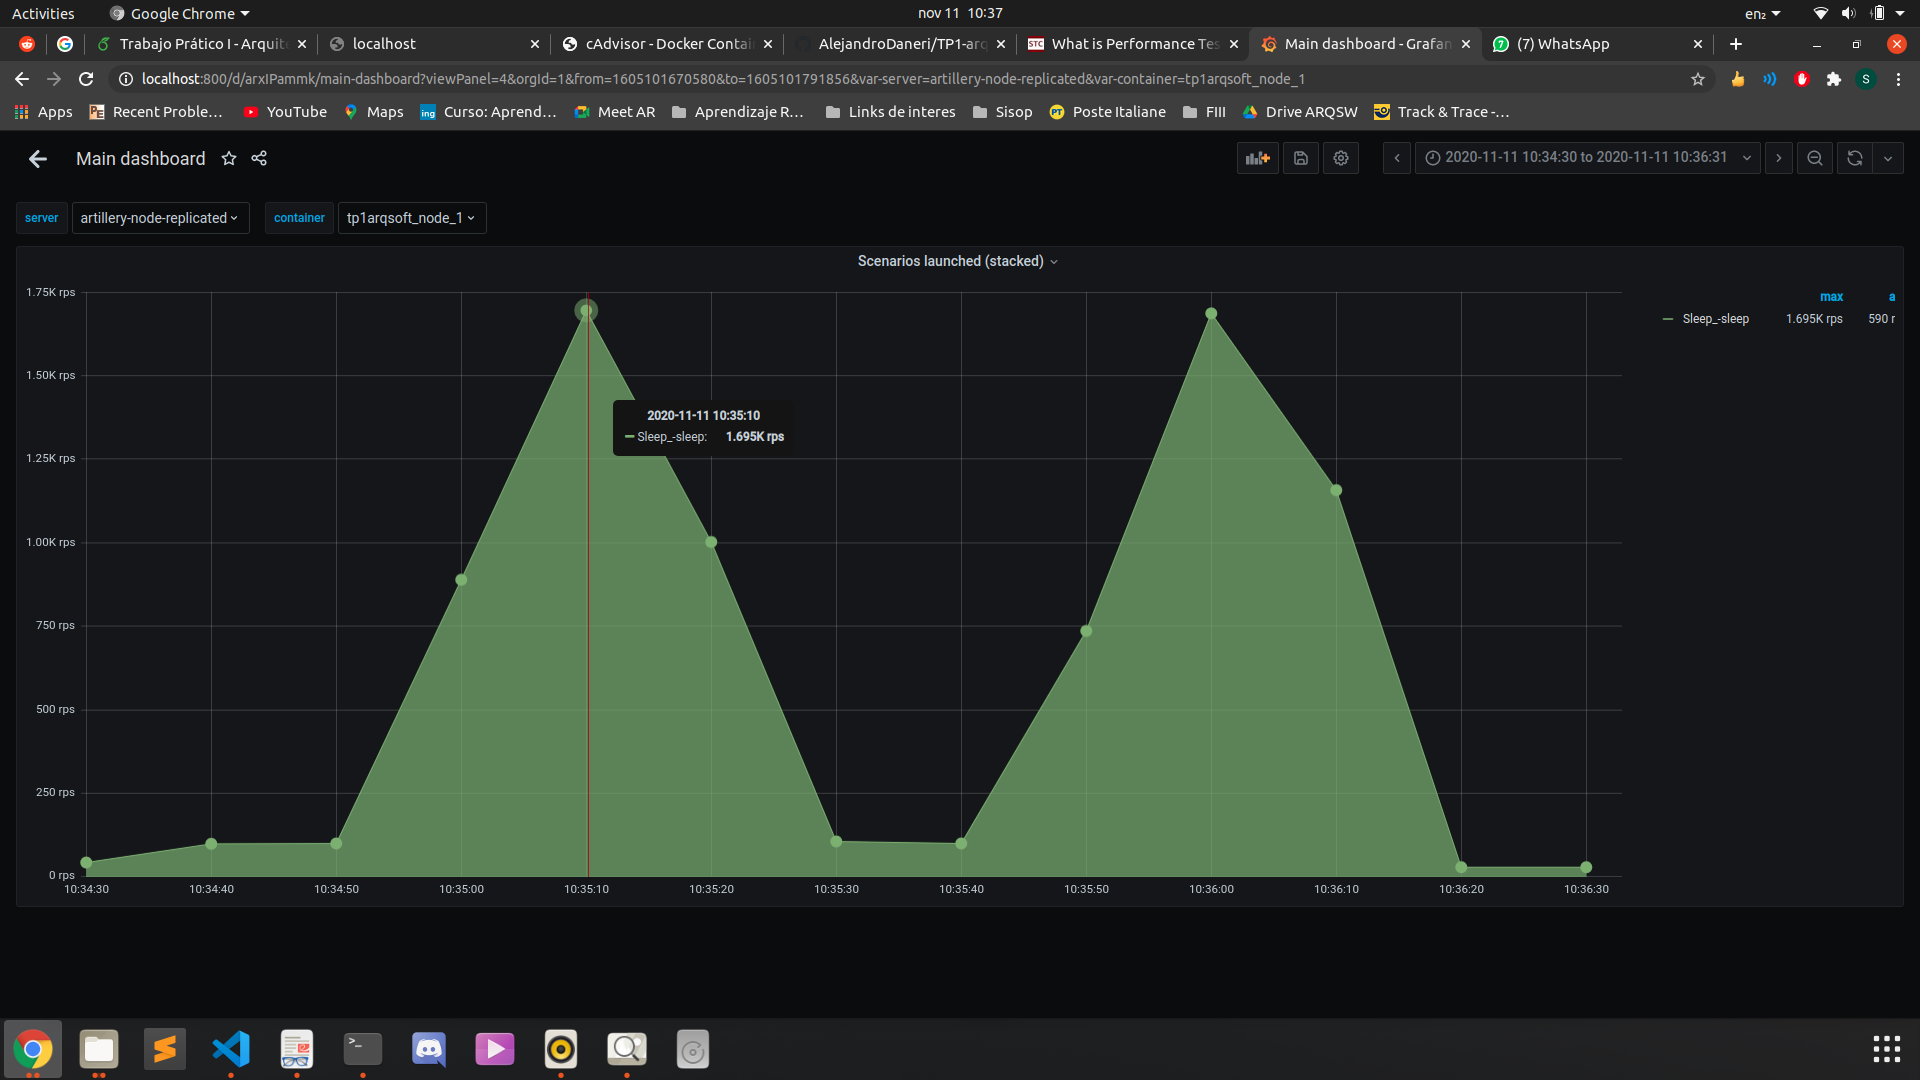 Activities Google Chrome nov 11 10:37 en₂
Trabajo Prático I - Arquite localhost cAdvisor - Docker Contai AlejandroDaneri/TP1-arq STC What is Performance Tes Main dashboard - Grafan 7 (7) WhatsApp
localhost:800/d/arxIPammk/main-dashboard?viewPanel=4&orgId=1&from=1605101670580&to=1605101791856&var-server=artillery-node-replicated&var-container=tp1arqsoft_node_1 S
Apps Recent Proble… YouTube Maps ing Curso: Aprend… Meet AR Aprendizaje R… Links de interes Sisop PT Poste Italiane FIII Drive ARQSW Track & Trace -…
Main dashboard 2020-11-11 10:34:30 to 2020-11-11 10:36:31
server artillery-node-replicated container tp1arqsoft_node_1
Scenarios launched (stacked)
1.75K rps
1.50K rps
1.25K rps
1.00K rps
750 rps
500 rps
250 rps
0 rps
max a
Sleep_-sleep 1.695K rps 590 r
2020-11-11 10:35:10
Sleep_-sleep: 1.695K rps
10:34:30 10:34:40 10:34:50 10:35:00 10:35:10 10:35:20 10:35:30 10:35:40 10:35:50 10:36:00 10:36:10 10:36:20 10:36:30